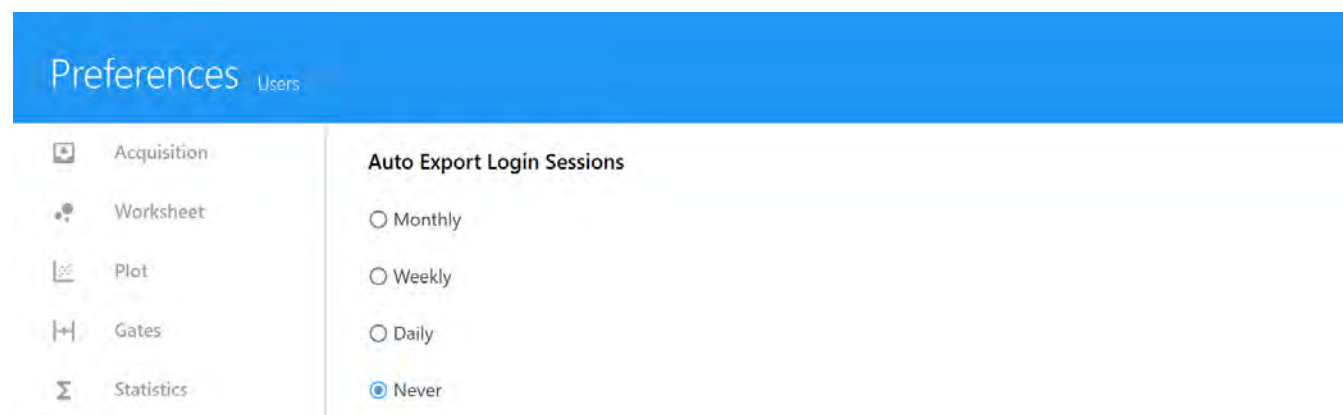 Preferences Users
Acquisition
Worksheet
Plot
Gates
Statistics
Auto Export Login Sessions
Monthly
Weekly
Daily
Never